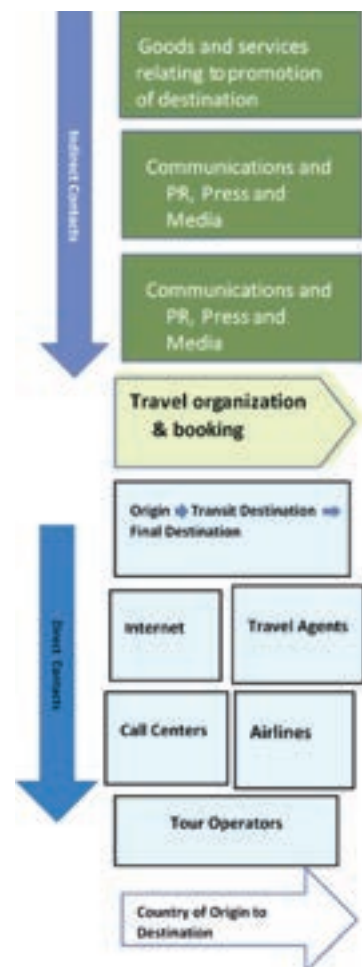 Indirect Contacts
Goods and services
relating to promotion
of destination
Communications and
PR, Press and
Media
Communications and
PR, Press and
Media
Travel organization
& booking
Direct Contacts
Origin Transit Destination
Final Destination
Internet
Travel Agents
Call Centers
Airlines
Tour Operators
Country of Origin to
Destination